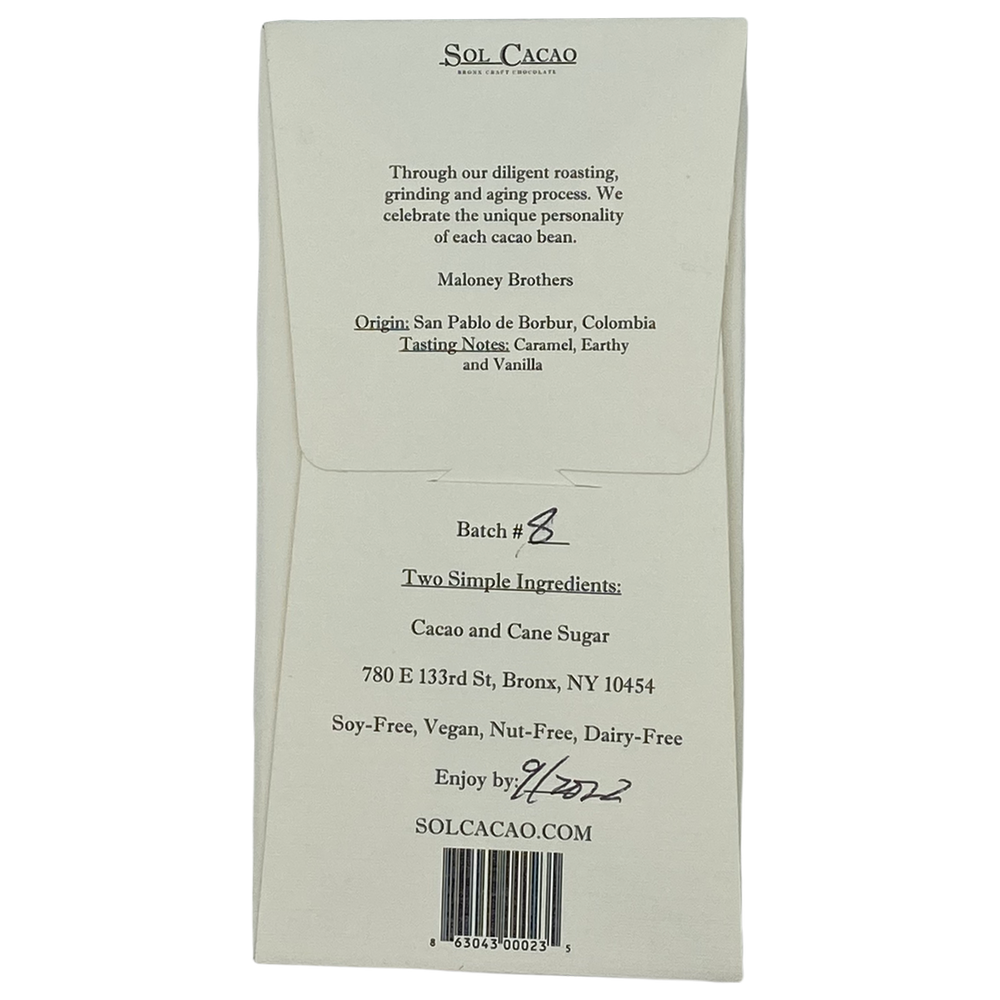 SOL CACAO
BRONX CRAFT CHOCOLATE
Through our diligent roasting,
grinding and aging process. We
celebrate the unique personality
of each cacao bean.
Maloney Brothers
Origin: San Pablo de Borbur, Colombia
Tasting Notes: Caramel, Earthy
and Vanilla
Batch # 8
Two Simple Ingredients:
Cacao and Cane Sugar
780 E 133rd St, Bronx, NY 10454
Soy-Free, Vegan, Nut-Free, Dairy-Free
Enjoy by: 9/2022
SOLCACAO.COM
8 63043 00023 5